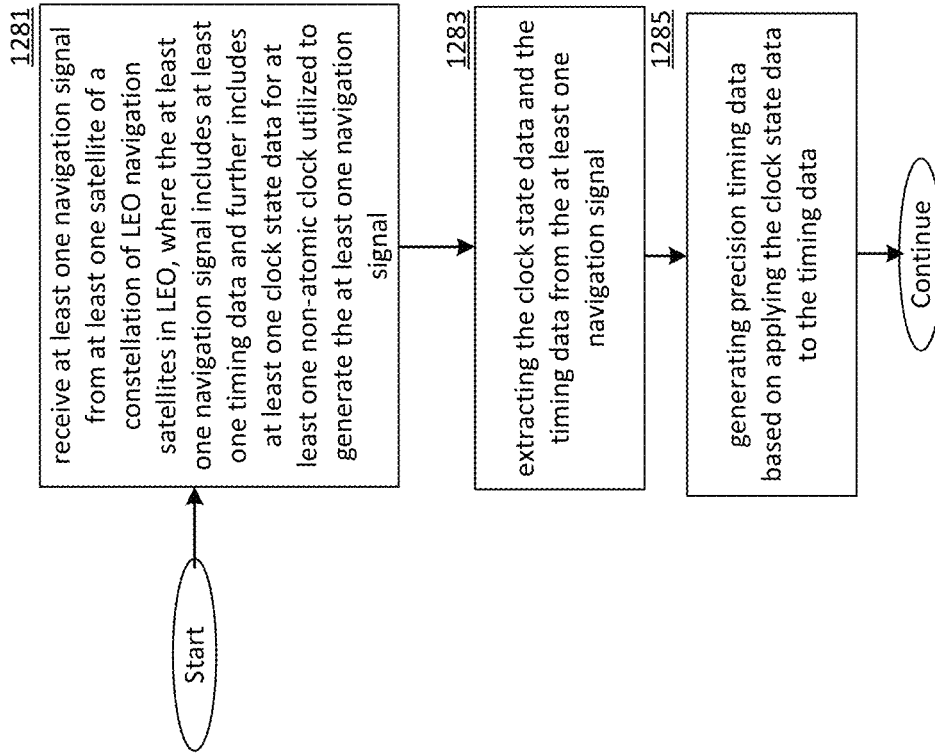 Start
1281
receive at least one navigation signal
from at least one satellite of a
constellation of LEO navigation
satellites in LEO, where the at least
one navigation signal includes at least
one timing data and further includes
at least one clock state data for at
least one non-atomic clock utilized to
generate the at least one navigation
signal
1283
extracting the clock state data and the
timing data from the at least one
navigation signal
1285
generating precision timing data
based on applying the clock state data
to the timing data
Continue